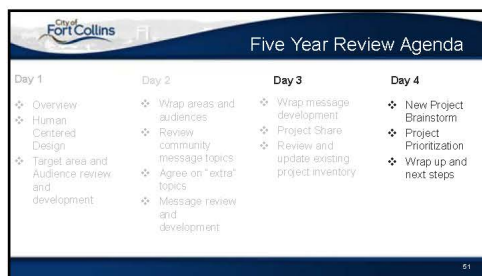 City of
Fort Collins
Five Year Review Agenda
Day 1
❖ Overview
❖ Human
Centered
Design
❖ Target area and
Audience review
and
development
Day 2
❖ Wrap areas and
audiences
❖ Review
community
message topics
❖ Agree on "extra"
topics
❖ Message review
and
development
Day 3
❖ Wrap message
development
❖ Project Share
❖ Review and
update existing
project inventory
Day 4
❖ New Project
Brainstorm
❖ Project
Prioritization
❖ Wrap up and
next steps
51